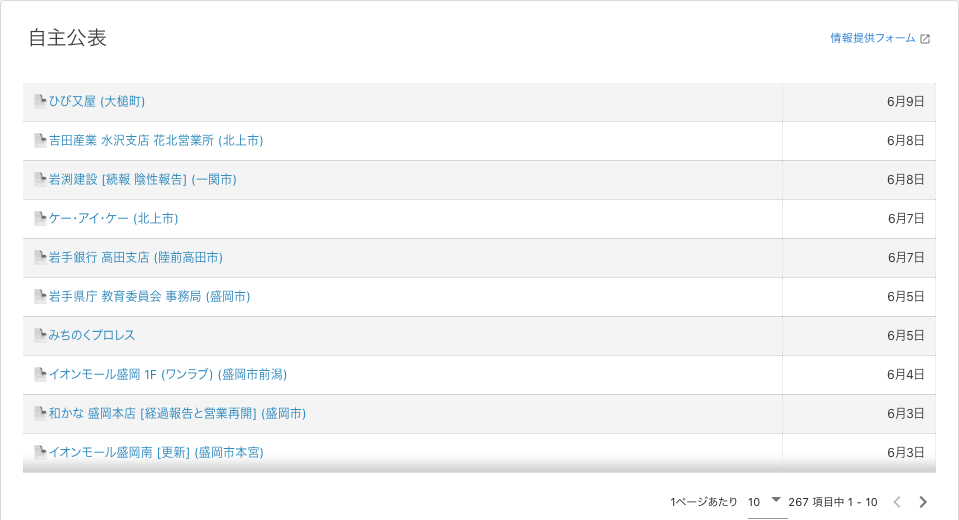 自主公表
情報提供フォーム
ひび又屋 (大槌町) 6月9日
吉田産業 水沢支店 花北営業所 (北上市) 6月8日
岩渕建設 [続報 陰性報告] (一関市) 6月8日
ケー・アイ・ケー (北上市) 6月7日
岩手銀行 高田支店 (陸前高田市) 6月7日
岩手県庁 教育委員会 事務局 (盛岡市) 6月5日
みちのくプロレス 6月5日
イオンモール盛岡 1F (ワンラブ) (盛岡市前潟) 6月4日
和かな 盛岡本店 [経過報告と営業再開] (盛岡市) 6月3日
イオンモール盛岡南 [更新] (盛岡市本宮) 6月3日
1ページあたり 10 267 項目中 1 - 10